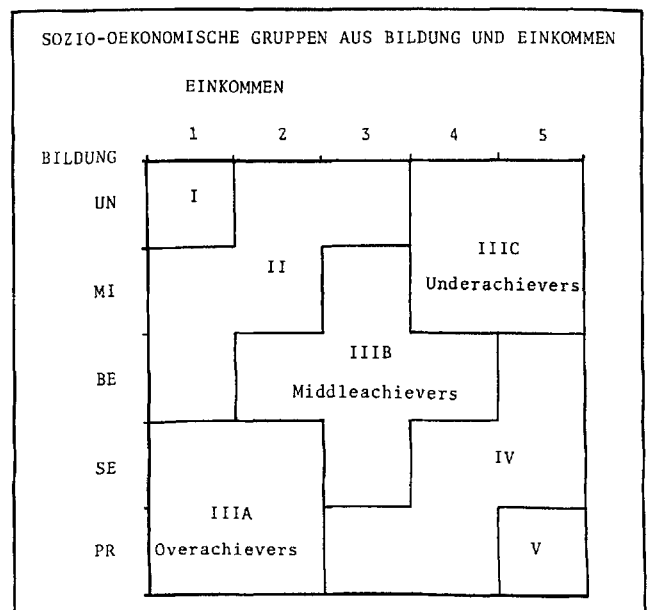 SOZIO-OEKONOMISCHE GRUPPEN AUS BILDUNG UND EINKOMMEN
EINKOMMEN
1 2 3 4 5
BILDUNG
UN I
IIIC
MI II Underachievers
IIIB
BE Middleachievers
SE IV
IIIA
PR Overachievers V